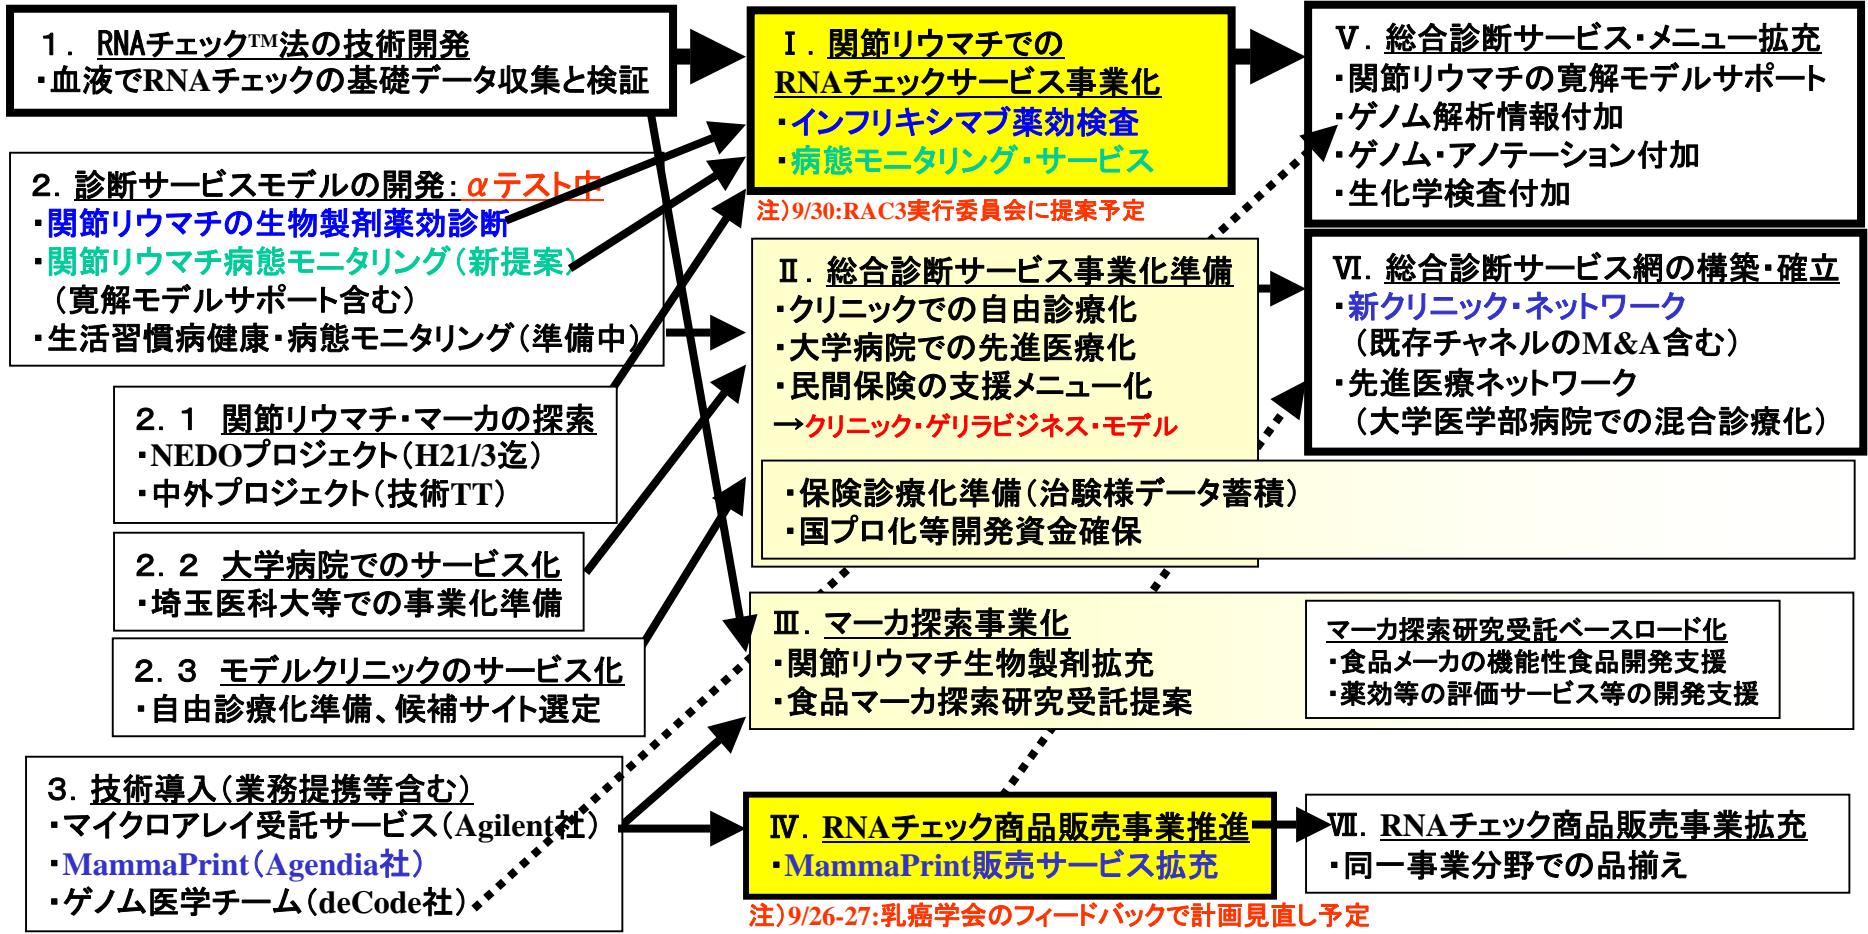 １．RNAチェック™法の技術開発
・血液でRNAチェックの基礎データ収集と検証
２．診断サービスモデルの開発：αテスト中
・関節リウマチの生物製剤薬効診断
・関節リウマチ病態モニタリング（新提案）
（寛解モデルサポート含む）
・生活習慣病健康・病態モニタリング（準備中）
２．１　関節リウマチ・マーカの探索
・NEDOプロジェクト（H21/3迄）
・中外プロジェクト（技術TT）
２．２　大学病院でのサービス化
・埼玉医科大等での事業化準備
２．３　モデルクリニックのサービス化
・自由診療化準備、候補サイト選定
３．技術導入（業務提携等含む）
・マイクロアレイ受託サービス（Agilent社）
・MammaPrint（Agendia社）
・ゲノム医学チーム（deCode社）
Ⅰ．関節リウマチでの
RNAチェックサービス事業化
・インフリキシマブ薬効検査
・病態モニタリング・サービス
注）9/30:RAC3実行委員会に提案予定
Ⅱ．総合診断サービス事業化準備
・クリニックでの自由診療化
・大学病院での先進医療化
・民間保険の支援メニュー化
→クリニック・ゲリラビジネス・モデル
・保険診療化準備（治験様データ蓄積）
・国プロ化等開発資金確保
Ⅲ．マーカ探索事業化
・関節リウマチ生物製剤拡充
・食品マーカ探索研究受託提案
マーカ探索研究受託ベースロード化
・食品メーカの機能性食品開発支援
・薬効等の評価サービス等の開発支援
Ⅳ．RNAチェック商品販売事業推進
・MammaPrint販売サービス拡充
注）9/26-27:乳癌学会のフィードバックで計画見直し予定
Ⅴ．総合診断サービス・メニュー拡充
・関節リウマチの寛解モデルサポート
・ゲノム解析情報付加
・ゲノム・アノテーション付加
・生化学検査付加
Ⅵ．総合診断サービス網の構築・確立
・新クリニック・ネットワーク
（既存チャネルのM&A含む）
・先進医療ネットワーク
（大学医学部病院での混合診療化）
Ⅶ．RNAチェック商品販売事業拡充
・同一事業分野での品揃え